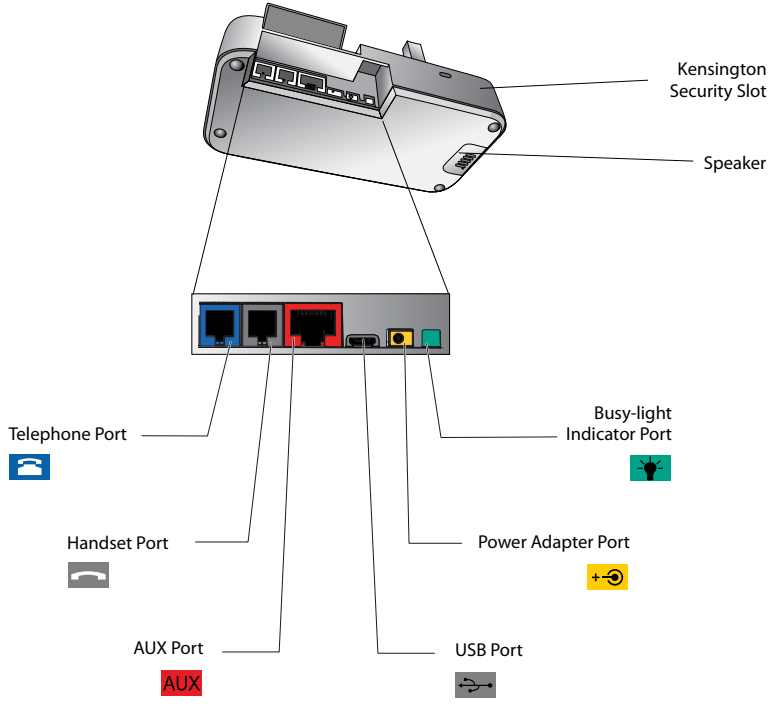 Kensington
Security Slot
Speaker
Busy-light
Indicator Port
Telephone Port
Handset Port
Power Adapter Port
AUX Port
USB Port
AUX